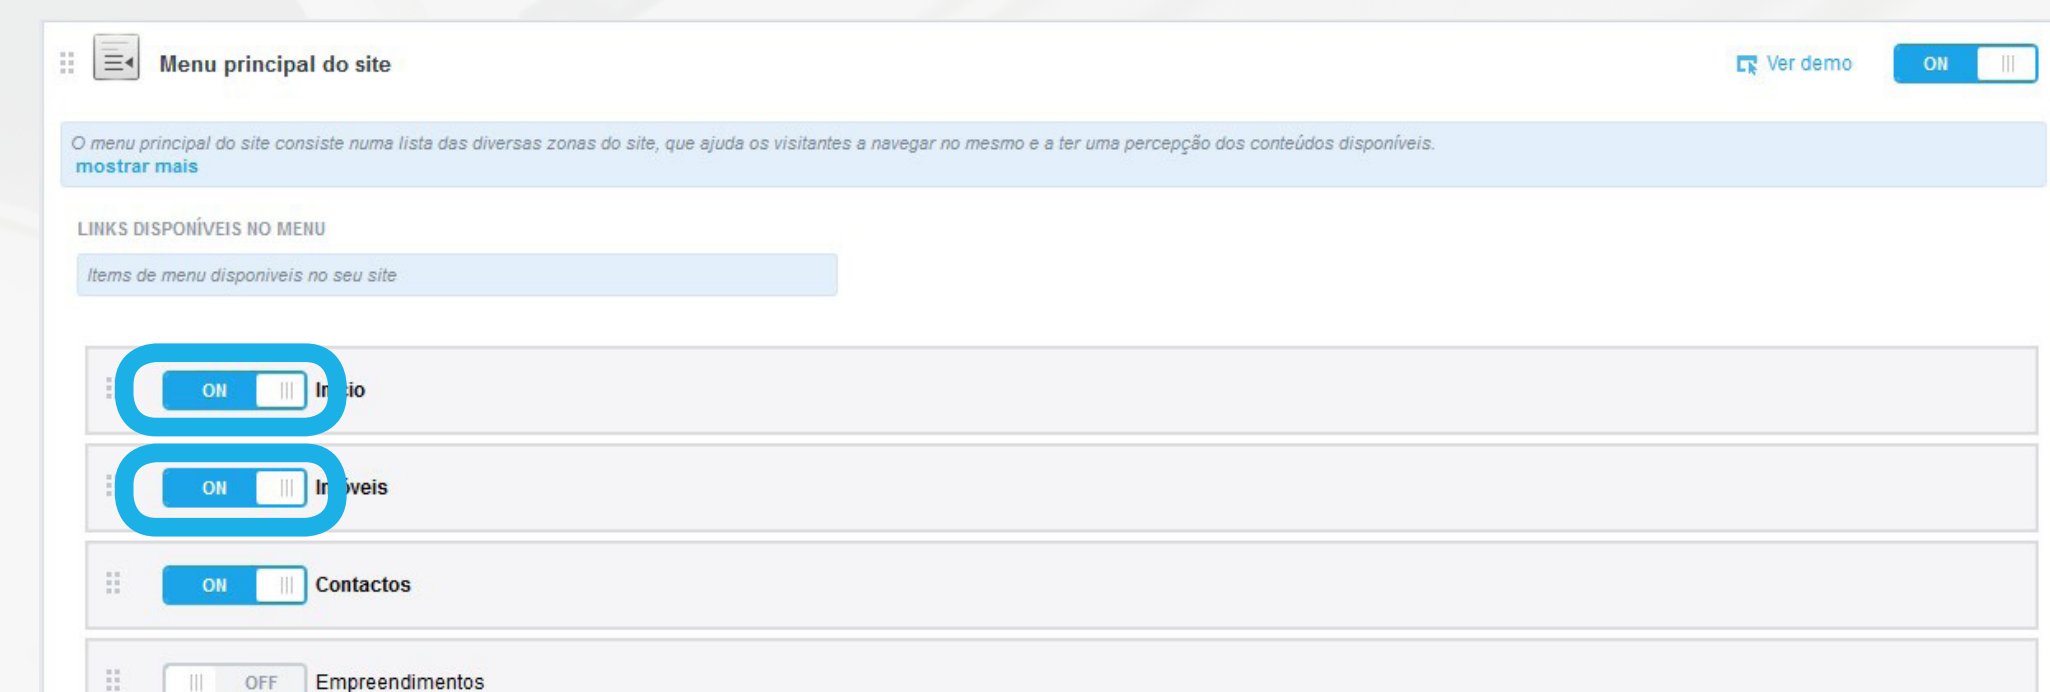 Menu principal do site
Ver demo
ON
O menu principal do site consiste numa lista das diversas zonas do site, que ajuda os visitantes a navegar no mesmo e a ter uma percepção dos conteúdos disponíveis.
mostrar mais
LINKS DISPONÍVEIS NO MENU
Items de menu disponiveis no seu site
ON
ON
ON Contactos
OFF Empreendimentos